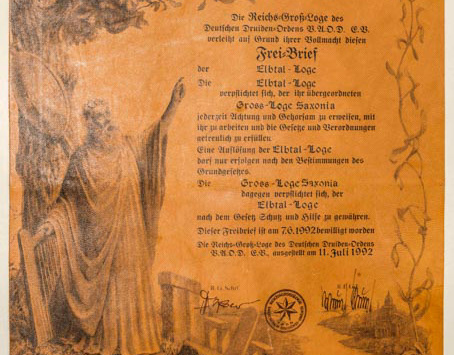 Die Reichs-Groß-Loge des
Deutschen Druiden-Ordens V.A.O.D. E.V.
verleiht auf Grund ihrer Vollmacht diesen
Frei-Brief
der Elbtal-Loge
Die Elbtal-Loge
verpflichtet sich, der ihr übergeordneten
Gross-Loge Saxonia
jederzeit Achtung und Gehorsam zu erweisen, mit
ihr zu arbeiten und die Gesetze und Verordnungen
getreulich zu erfüllen.
Eine Auflösung der Elbtal-Loge
darf nur erfolgen nach den Bestimmungen des
Grundgesetzes.
Die Gross-Loge Saxonia
dagegen verpflichtet sich, der
Elbtal-Loge
nach dem Gesetz Schutz und Hilfe zu gewähren.
Dieser Freibrief ist am 7.6.1992 bewilligt worden
Die Reichs-Groß-Loge des Deutschen Druiden-Ordens
V.A.O.D. E.V., ausgestellt am 11. Juli 1992